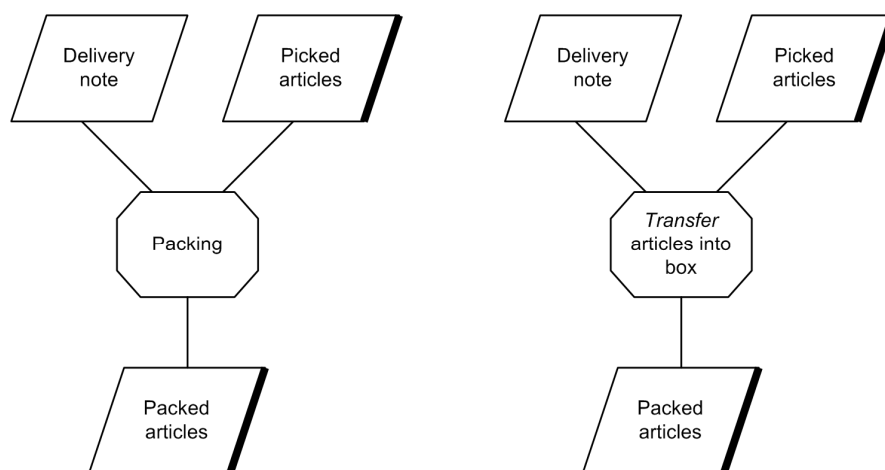 Delivery
note
Picked
articles
Packing
Packed
articles
Delivery
note
Picked
articles
Transfer
articles into
box
Packed
articles